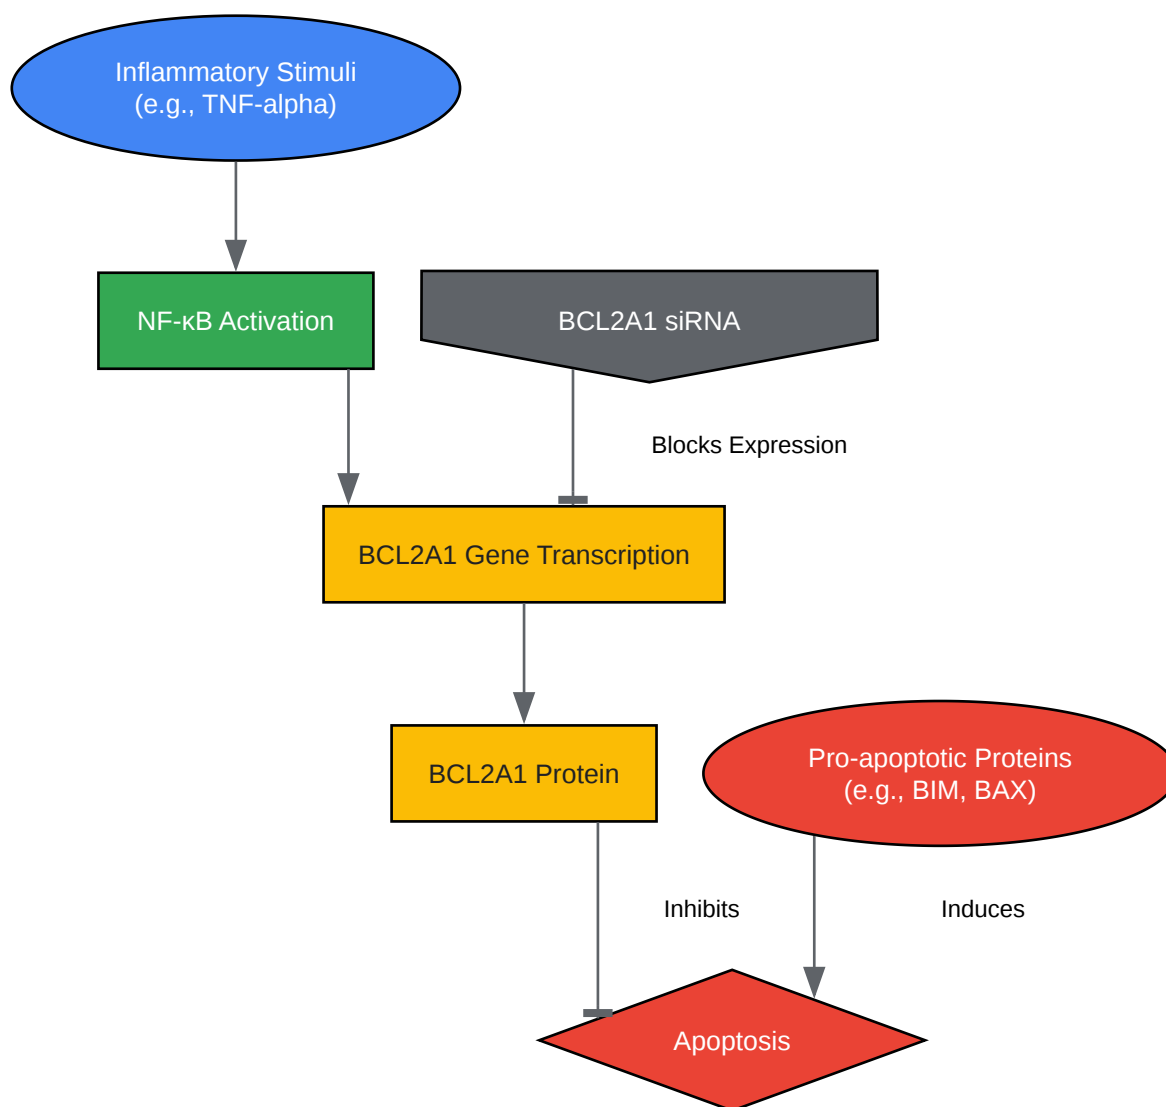 Inflammatory Stimuli
(e.g., TNF-alpha)
NF-κB Activation
BCL2A1 siRNA
Blocks Expression
BCL2A1 Gene Transcription
BCL2A1 Protein
Pro-apoptotic Proteins
(e.g., BIM, BAX)
Inhibits
Induces
Apoptosis